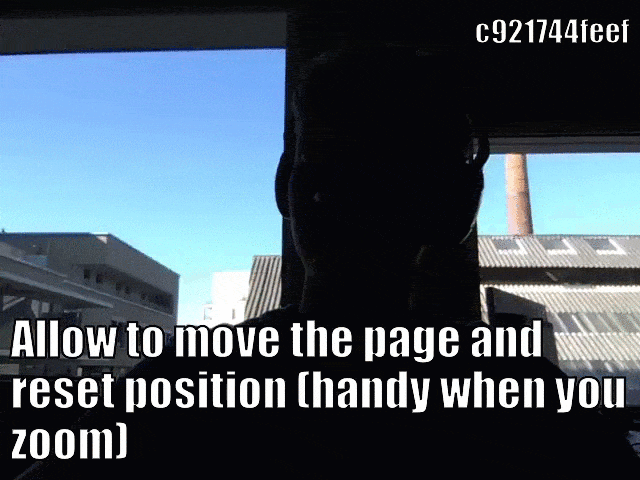 c921744feef
Allow to move the page and
reset position (handy when you
zoom)